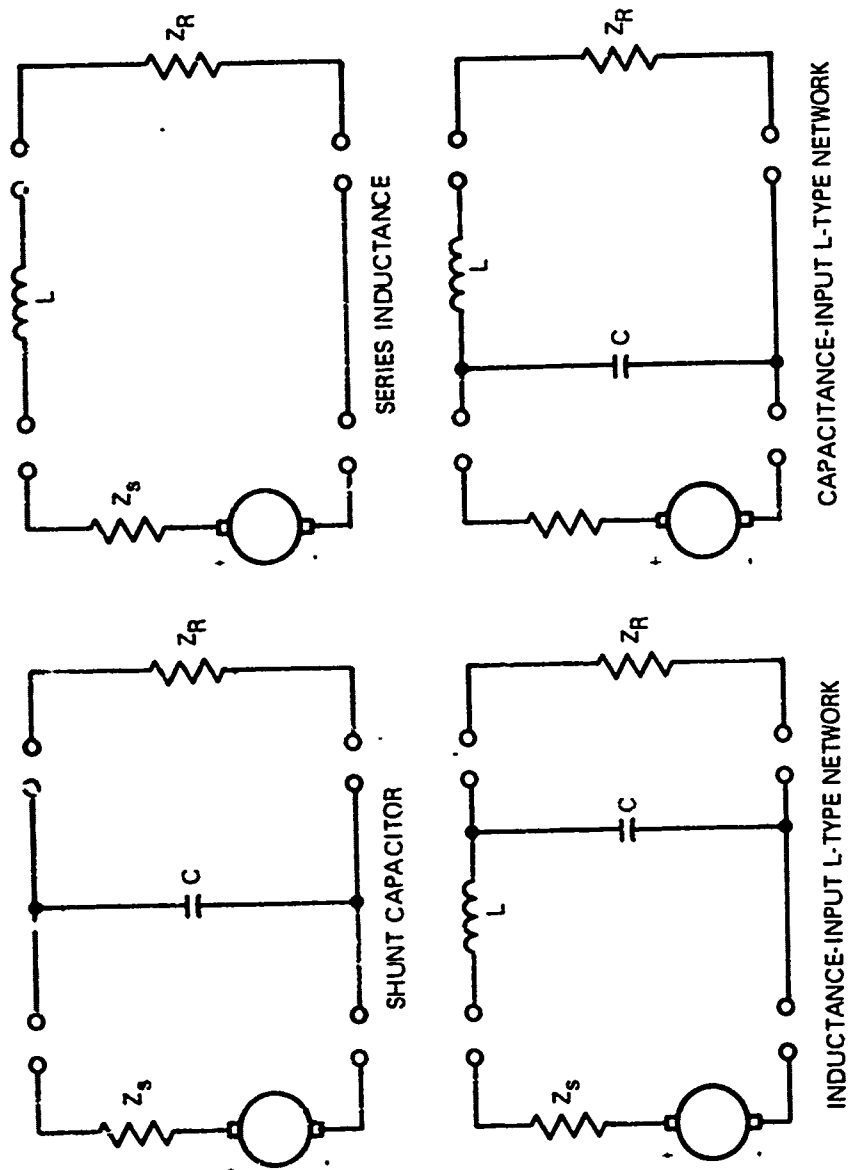 Z_s
C
Z_R
SHUNT CAPACITOR
Z_s
L
Z_R
SERIES INDUCTANCE
Z_s
L
C
Z_R
INDUCTANCE-INPUT L-TYPE NETWORK
C
L
Z_R
CAPACITANCE-INPUT L-TYPE NETWORK